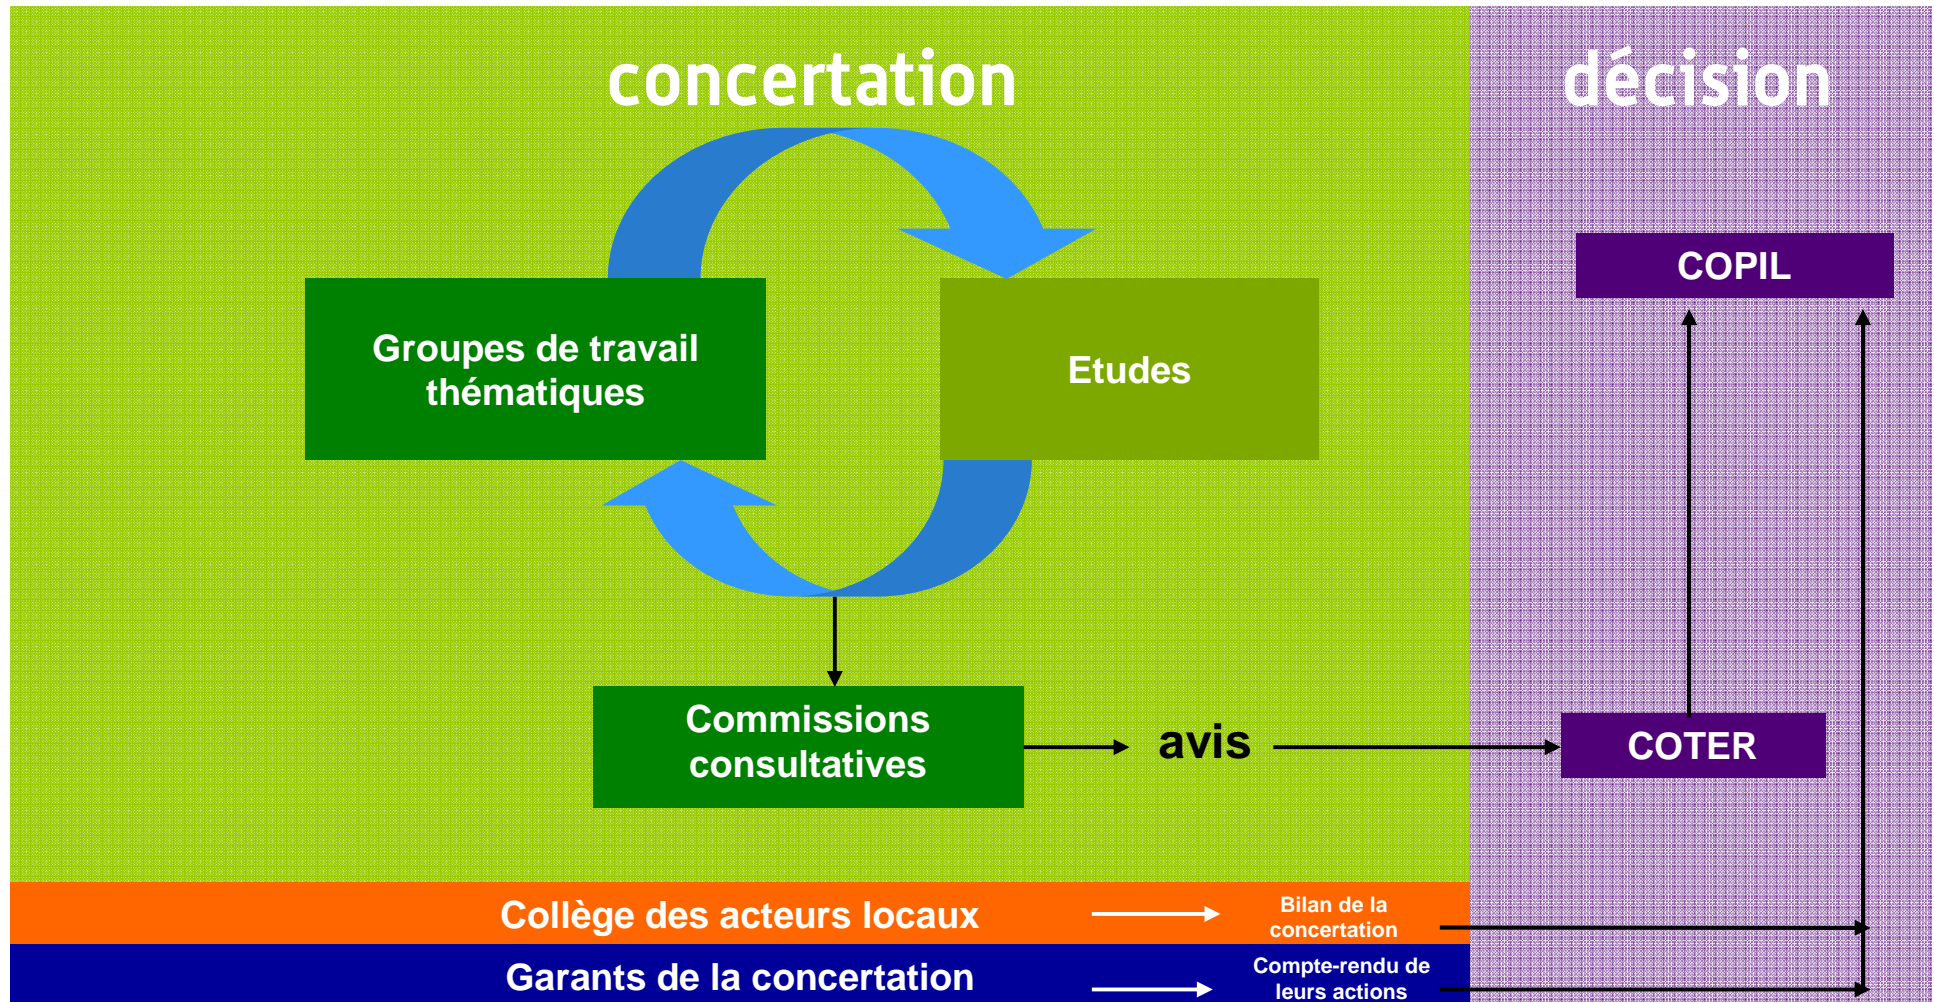 concertation
décision
Groupes de travail
thématiques
Etudes
COPIL
Commissions
consultatives
avis
COTER
Collège des acteurs locaux
Bilan de la
concertation
Garants de la concertation
Compte-rendu de
leurs actions